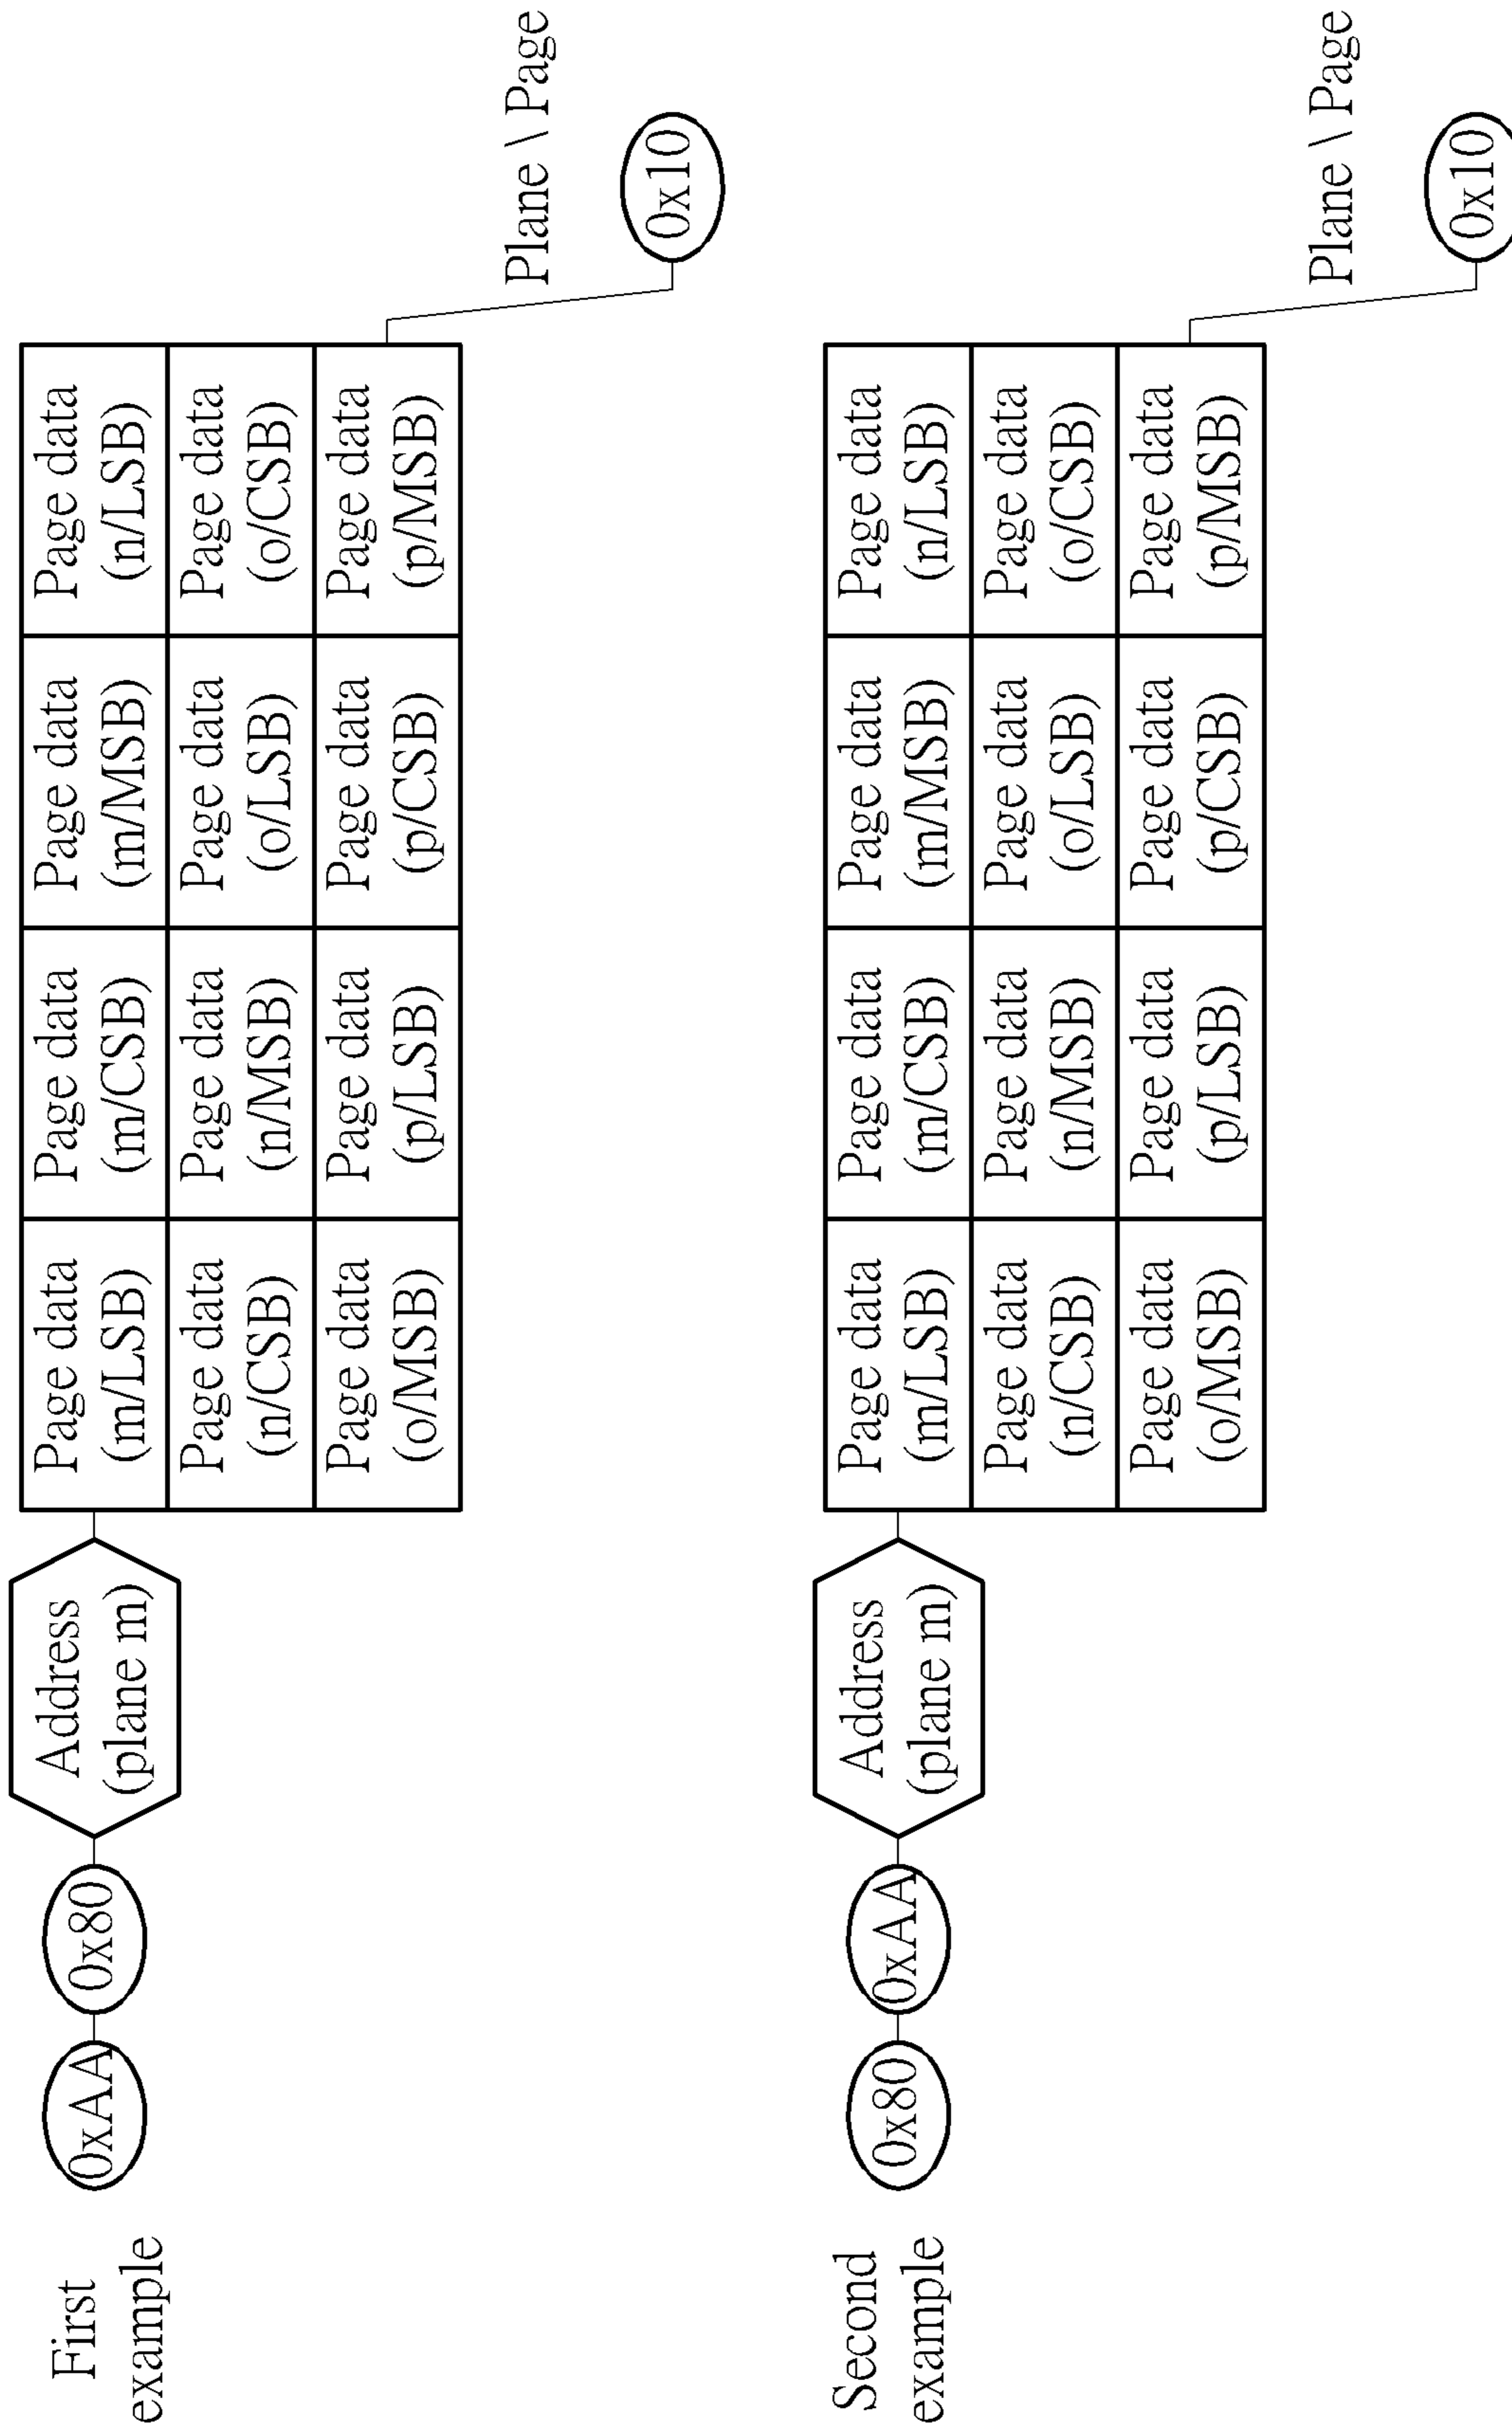 First
example
0xAA
0x80
Address
(plane m)
Page data
(m/LSB)
Page data
(m/CSB)
Page data
(m/MSB)
Page data
(n/LSB)
Page data
(n/CSB)
Page data
(n/MSB)
Page data
(o/LSB)
Page data
(o/CSB)
Page data
(o/MSB)
Page data
(p/LSB)
Page data
(p/CSB)
Page data
(p/MSB)
Plane \ Page
0x10
Second
example
0x80
0xAA
Address
(plane m)
Page data
(m/LSB)
Page data
(m/CSB)
Page data
(m/MSB)
Page data
(n/LSB)
Page data
(n/CSB)
Page data
(n/MSB)
Page data
(o/LSB)
Page data
(o/CSB)
Page data
(o/MSB)
Page data
(p/LSB)
Page data
(p/CSB)
Page data
(p/MSB)
Plane \ Page
0x10